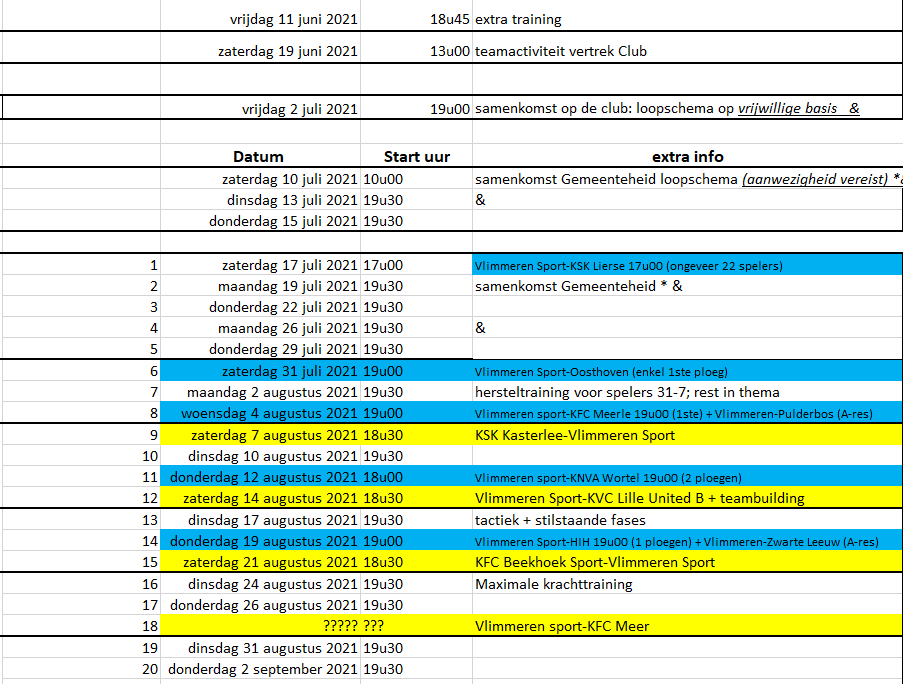 vrijdag 11 juni 2021 18u45 extra training
zaterdag 19 juni 2021 13u00 teamactiviteit vertrek Club
vrijdag 2 juli 2021 19u00 samenkomst op de club: loopschema op vrijwillige basis &
Datum Start uur extra info
zaterdag 10 juli 2021 10u00 samenkomst Gemeenteheid loopschema (aanwezigheid vereist) *&
dinsdag 13 juli 2021 19u30 &
donderdag 15 juli 2021 19u30
1 zaterdag 17 juli 2021 17u00 Vlimmeren Sport-KSK Lierse 17u00 (ongeveer 22 spelers)
2 maandag 19 juli 2021 19u30 samenkomst Gemeenteheid * &
3 donderdag 22 juli 2021 19u30
4 maandag 26 juli 2021 19u30 &
5 donderdag 29 juli 2021 19u30
6 zaterdag 31 juli 2021 19u00 Vlimmeren Sport-Oosthoven (enkel 1ste ploeg)
7 maandag 2 augustus 2021 19u30 hersteltraining voor spelers 31-7; rest in thema
8 woensdag 4 augustus 2021 19u00 Vlimmeren sport-KFC Meerle 19u00 (1ste) + Vlimmeren-Pulderbos (A-res)
9 zaterdag 7 augustus 2021 18u30 KSK Kasterlee-Vlimmeren Sport
10 dinsdag 10 augustus 2021 19u30
11 donderdag 12 augustus 2021 18u00 Vlimmeren sport-KNVA Wortel 19u00 (2 ploegen)
12 zaterdag 14 augustus 2021 18u30 Vlimmeren Sport-KVC Lille United B + teambuilding
13 dinsdag 17 augustus 2021 19u30 tactiek + stilstaande fases
14 donderdag 19 augustus 2021 19u00 Vlimmeren Sport-HIH 19u00 (1 ploegen) + Vlimmeren-Zwarte Leeuw (A-res)
15 zaterdag 21 augustus 2021 18u30 KFC Beekhoek Sport-Vlimmeren Sport
16 dinsdag 24 augustus 2021 19u30 Maximale krachttraining
17 donderdag 26 augustus 2021 19u30
18 ????? ??? Vlimmeren sport-KFC Meer
19 dinsdag 31 augustus 2021 19u30
20 donderdag 2 september 2021 19u30